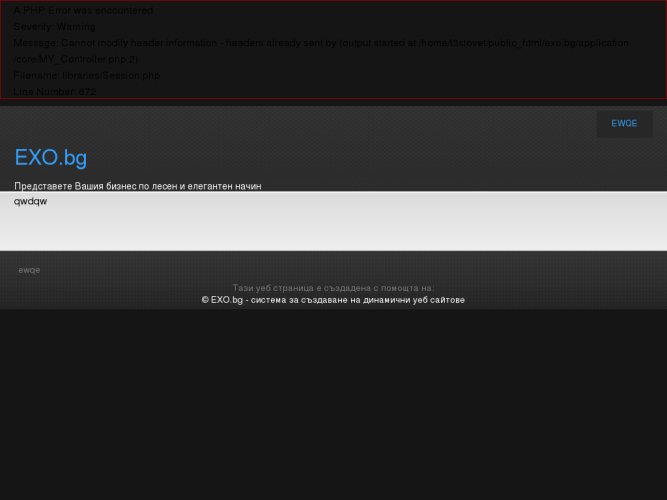 A PHP Error was encountered
Severity: Warning
Message: Cannot modify header information - headers already sent by (output started at /home/t3stovet/public_html/exo.bg/application
/core/MY_Controller.php:2)
Filename: libraries/Session.php
Line Number: 672
EWQE
EXO.bg
Представете Вашия бизнес по лесен и елегантен начин
qwdqw
ewqe
Тази уеб страница е създадена с помощта на:
© EXO.bg - система за създаване на динамични уеб сайтове